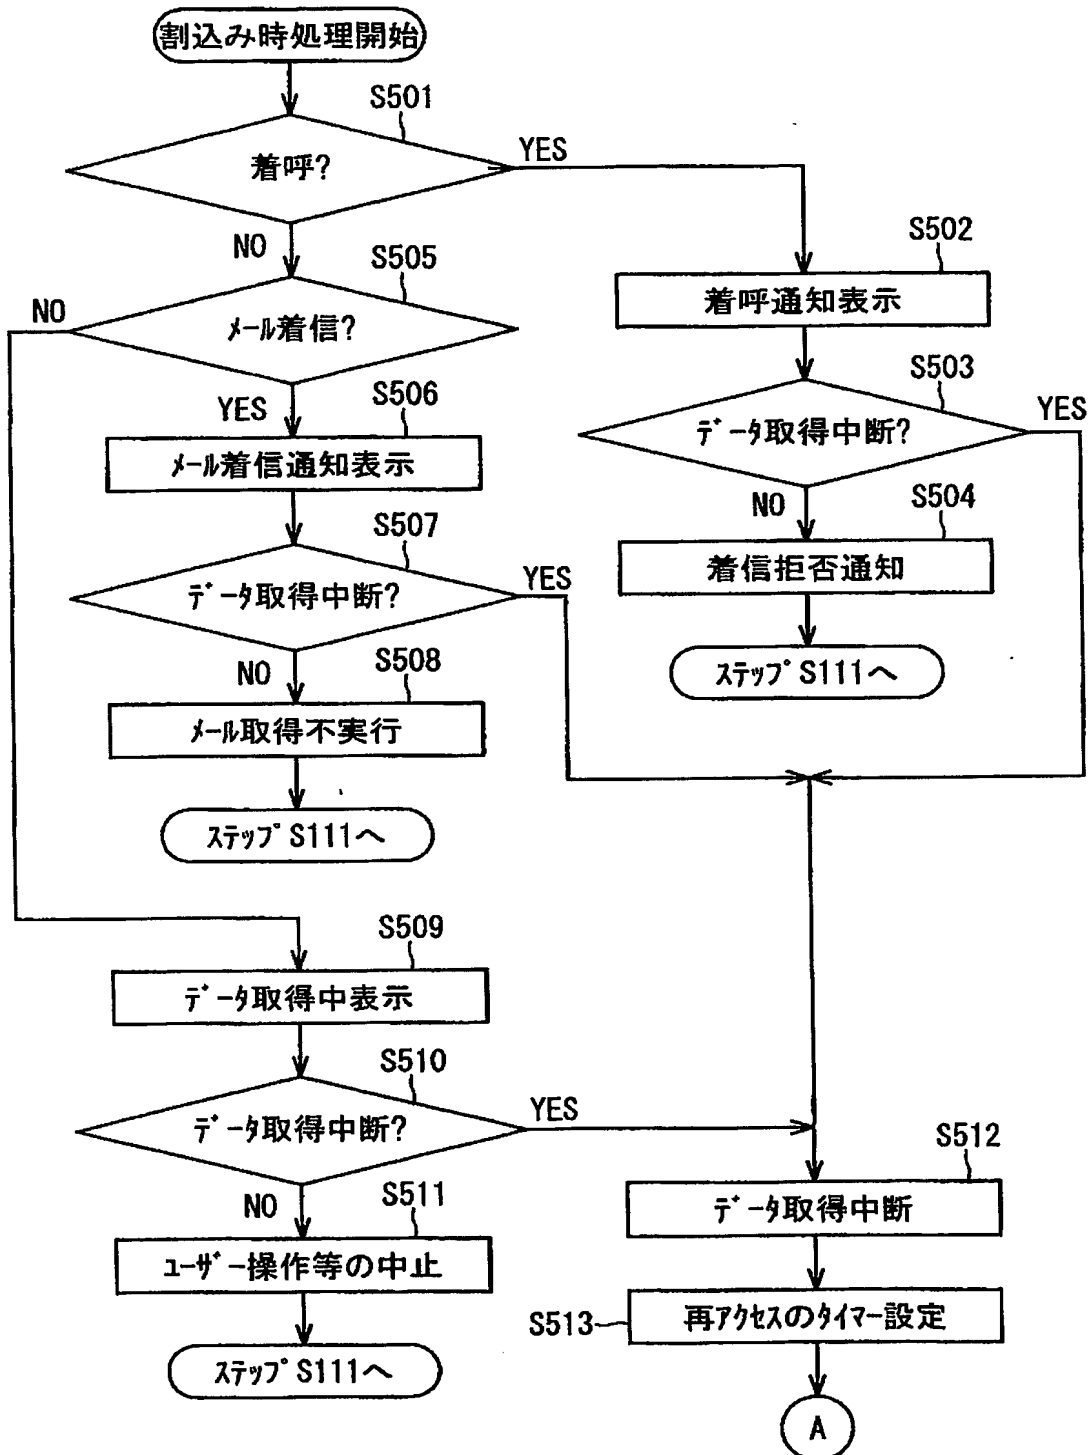 割込み時処理開始
S501
着呼?
YES
NO
S502
着呼通知表示
S505
NO
メール着信?
S503
データ取得中断?
YES
YES
S506
メール着信通知表示
NO
S504
着信拒否通知
S507
データ取得中断?
YES
ステップS111へ
NO
S508
メール取得不実行
ステップS111へ
S509
データ取得中表示
S510
データ取得中断?
YES
S512
データ取得中断
NO
S511
ユーザー操作等の中止
S513
再アクセスのタイマー設定
ステップS111へ
A